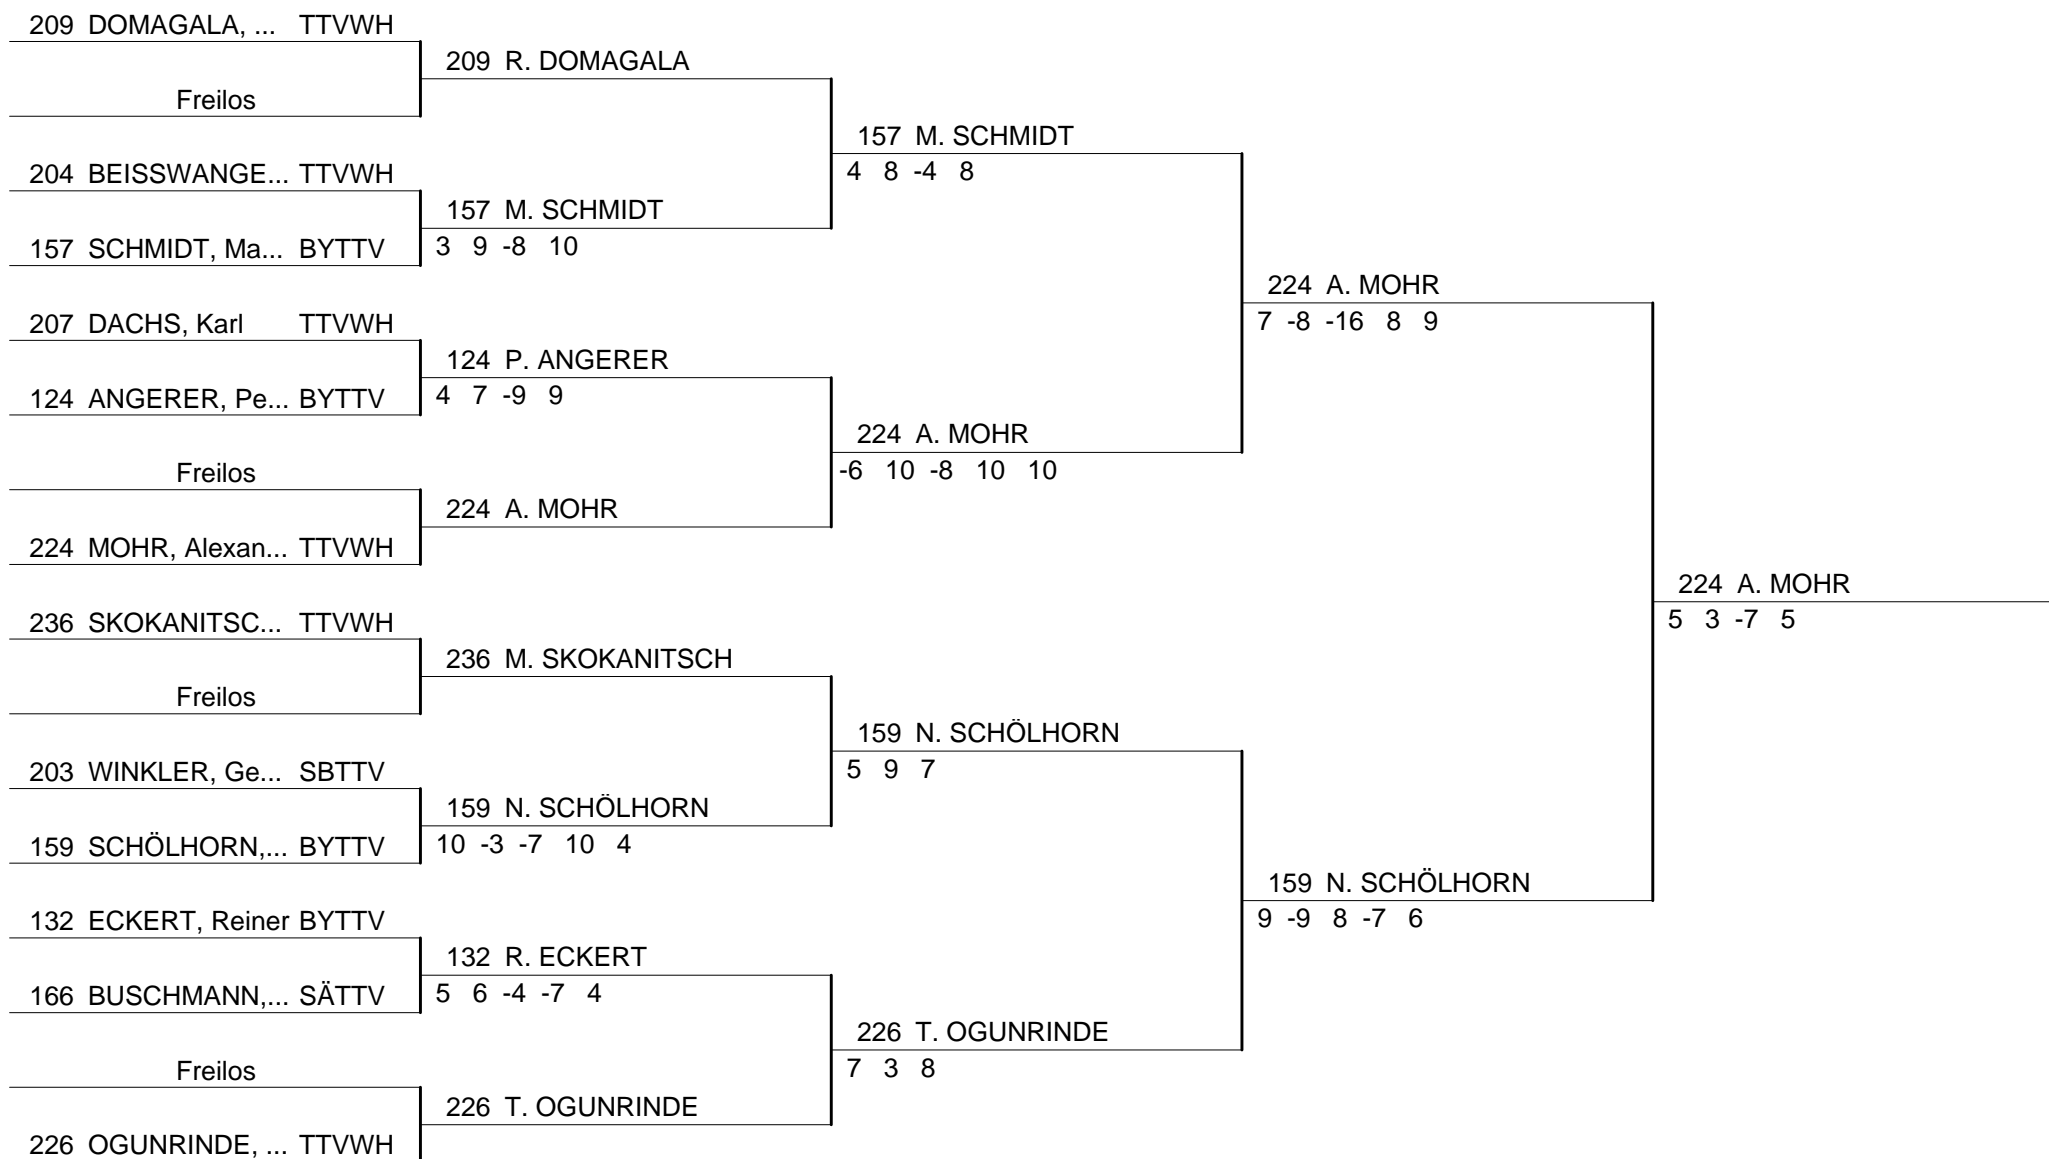 209 DOMAGALA, ... TTVWH
209 R. DOMAGALA
Freilos
157 M. SCHMIDT
4 8 -4 8
204 BEISSWANGE... TTVWH
157 M. SCHMIDT
3 9 -8 10
157 SCHMIDT, Ma... BYTTV
224 A. MOHR
7 -8 -16 8 9
207 DACHS, Karl TTVWH
124 P. ANGERER
4 7 -9 9
124 ANGERER, Pe... BYTTV
224 A. MOHR
-6 10 -8 10 10
Freilos
224 A. MOHR
224 MOHR, Alexan... TTVWH
224 A. MOHR
5 3 -7 5
236 SKOKANITSC... TTVWH
236 M. SKOKANITSCH
Freilos
159 N. SCHÖLHORN
5 9 7
203 WINKLER, Ge... SBTTV
159 N. SCHÖLHORN
10 -3 -7 10 4
159 SCHÖLHORN,... BYTTV
159 N. SCHÖLHORN
9 -9 8 -7 6
132 ECKERT, Reiner BYTTV
132 R. ECKERT
5 6 -4 -7 4
166 BUSCHMANN,... SÄTTV
226 T. OGUNRINDE
7 3 8
Freilos
226 T. OGUNRINDE
226 OGUNRINDE, ... TTVWH